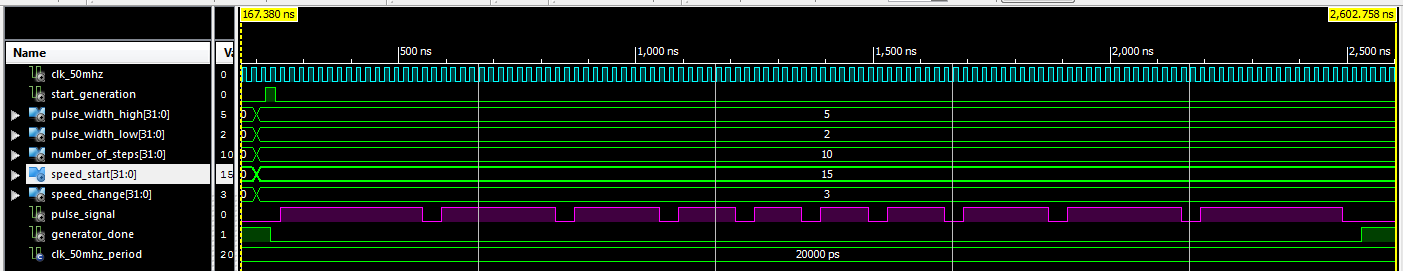 167.380 ns 2,602.758 ns
500 ns 1,000 ns 1,500 ns 2,000 ns 2,500 ns
Name Va
clk_50mhz 0
start_generation 0
pulse_width_high[31:0] 5 0 5
pulse_width_low[31:0] 2 0 2
number_of_steps[31:0] 10 0 10
speed_start[31:0] 15 0 15
speed_change[31:0] 3 0 3
pulse_signal 0
generator_done 1
clk_50mhz_period 20 20000 ps